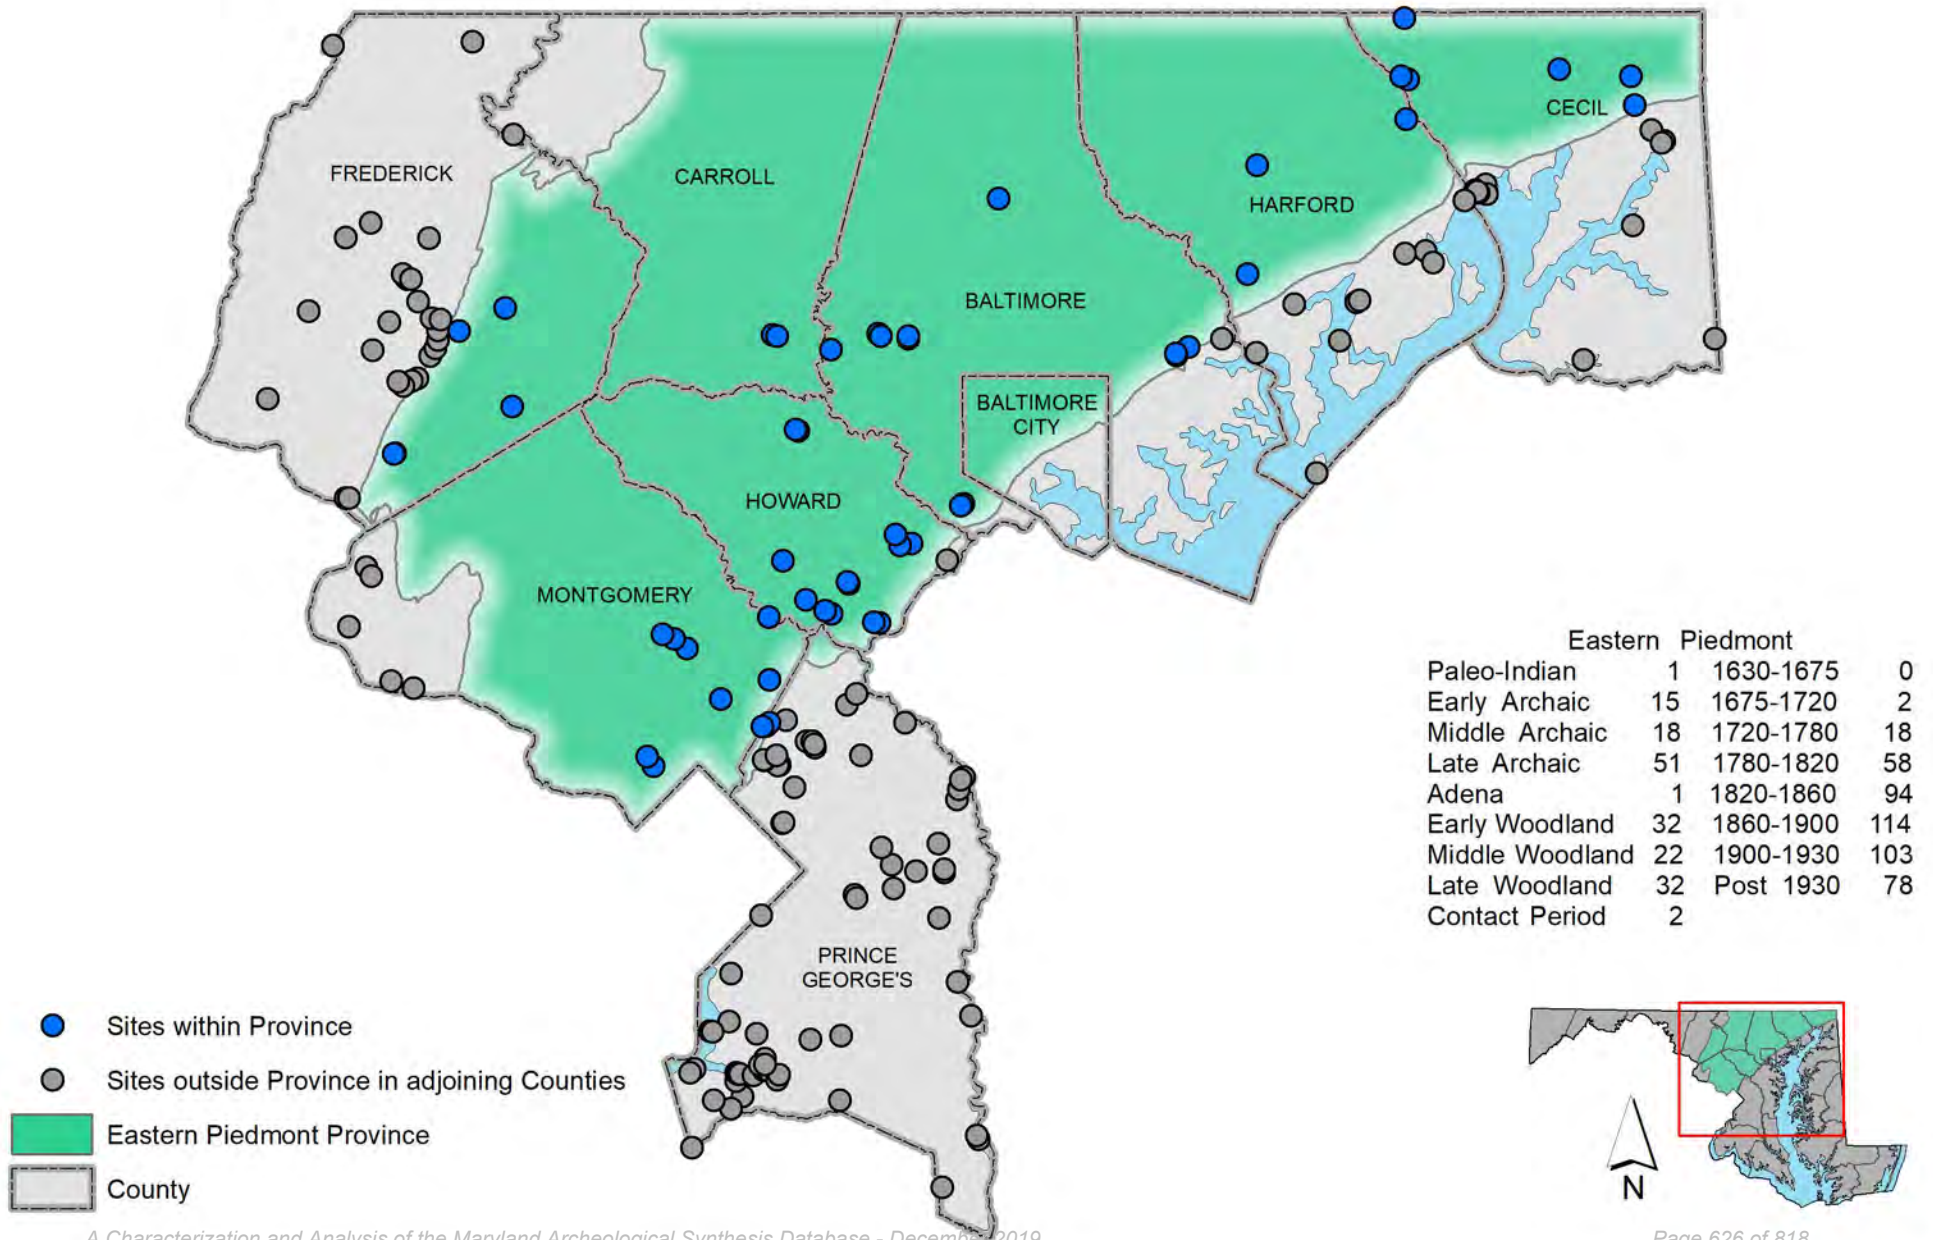 FREDERICK
CARROLL
CECIL
HARFORD
BALTIMORE
BALTIMORE
CITY
HOWARD
MONTGOMERY
PRINCE
GEORGE'S
Eastern Piedmont
Paleo-Indian 1 1630-1675 0
Early Archaic 15 1675-1720 2
Middle Archaic 18 1720-1780 18
Late Archaic 51 1780-1820 58
Adena 1 1820-1860 94
Early Woodland 32 1860-1900 114
Middle Woodland 22 1900-1930 103
Late Woodland 32 Post 1930 78
Contact Period 2
Sites within Province
Sites outside Province in adjoining Counties
Eastern Piedmont Province
County
N
A Characterization and Analysis of the Maryland Archeological Synthesis Database - December 2019
Page 626 of 818